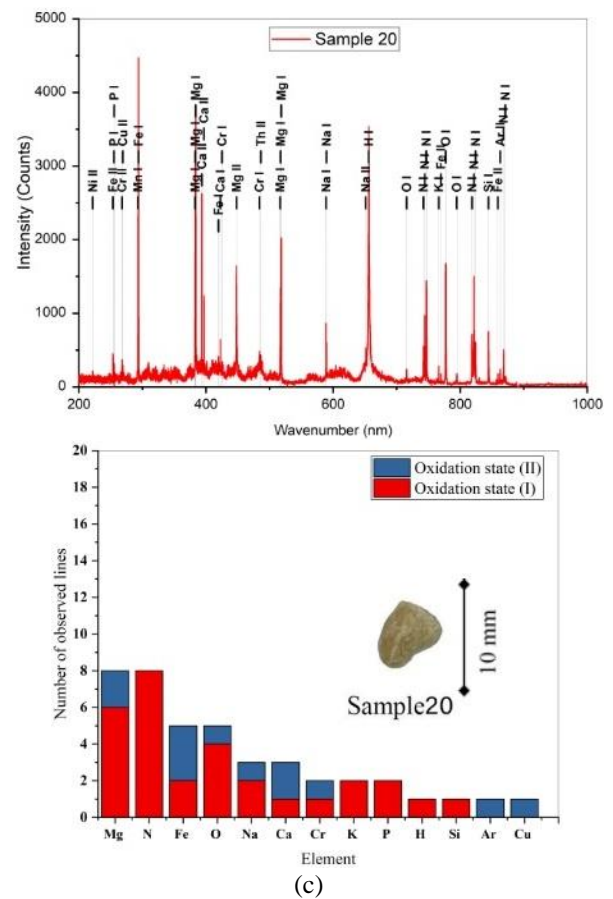 5000
4000
3000
2000
1000
0
Intensity (Counts)
Sample 20
Ni II
Fe II — P I — P I
Cr II — Cu II
Mn I — Fe I
Mg I — Mg I — Mg I
Ca II — Ca II
Fe I
Ca I — Cr I
Mg II
Cr I — Th II
Mg I — Mg I — Mg I
Na I — Na I
Na II — H I
O I
N I — N I — N I
K I — Fe II
O I
O I
N I — N I — N I
Si I
Fe II — Ar II
N I — N I
200 400 600 800 1000
Wavenumber (nm)
20
18
16
14
12
10
8
6
4
2
0
Number of observed lines
Oxidation state (II)
Oxidation state (I)
10 mm
Sample20
Mg N Fe O Na Ca Cr K P H Si Ar Cu
Element
(c)